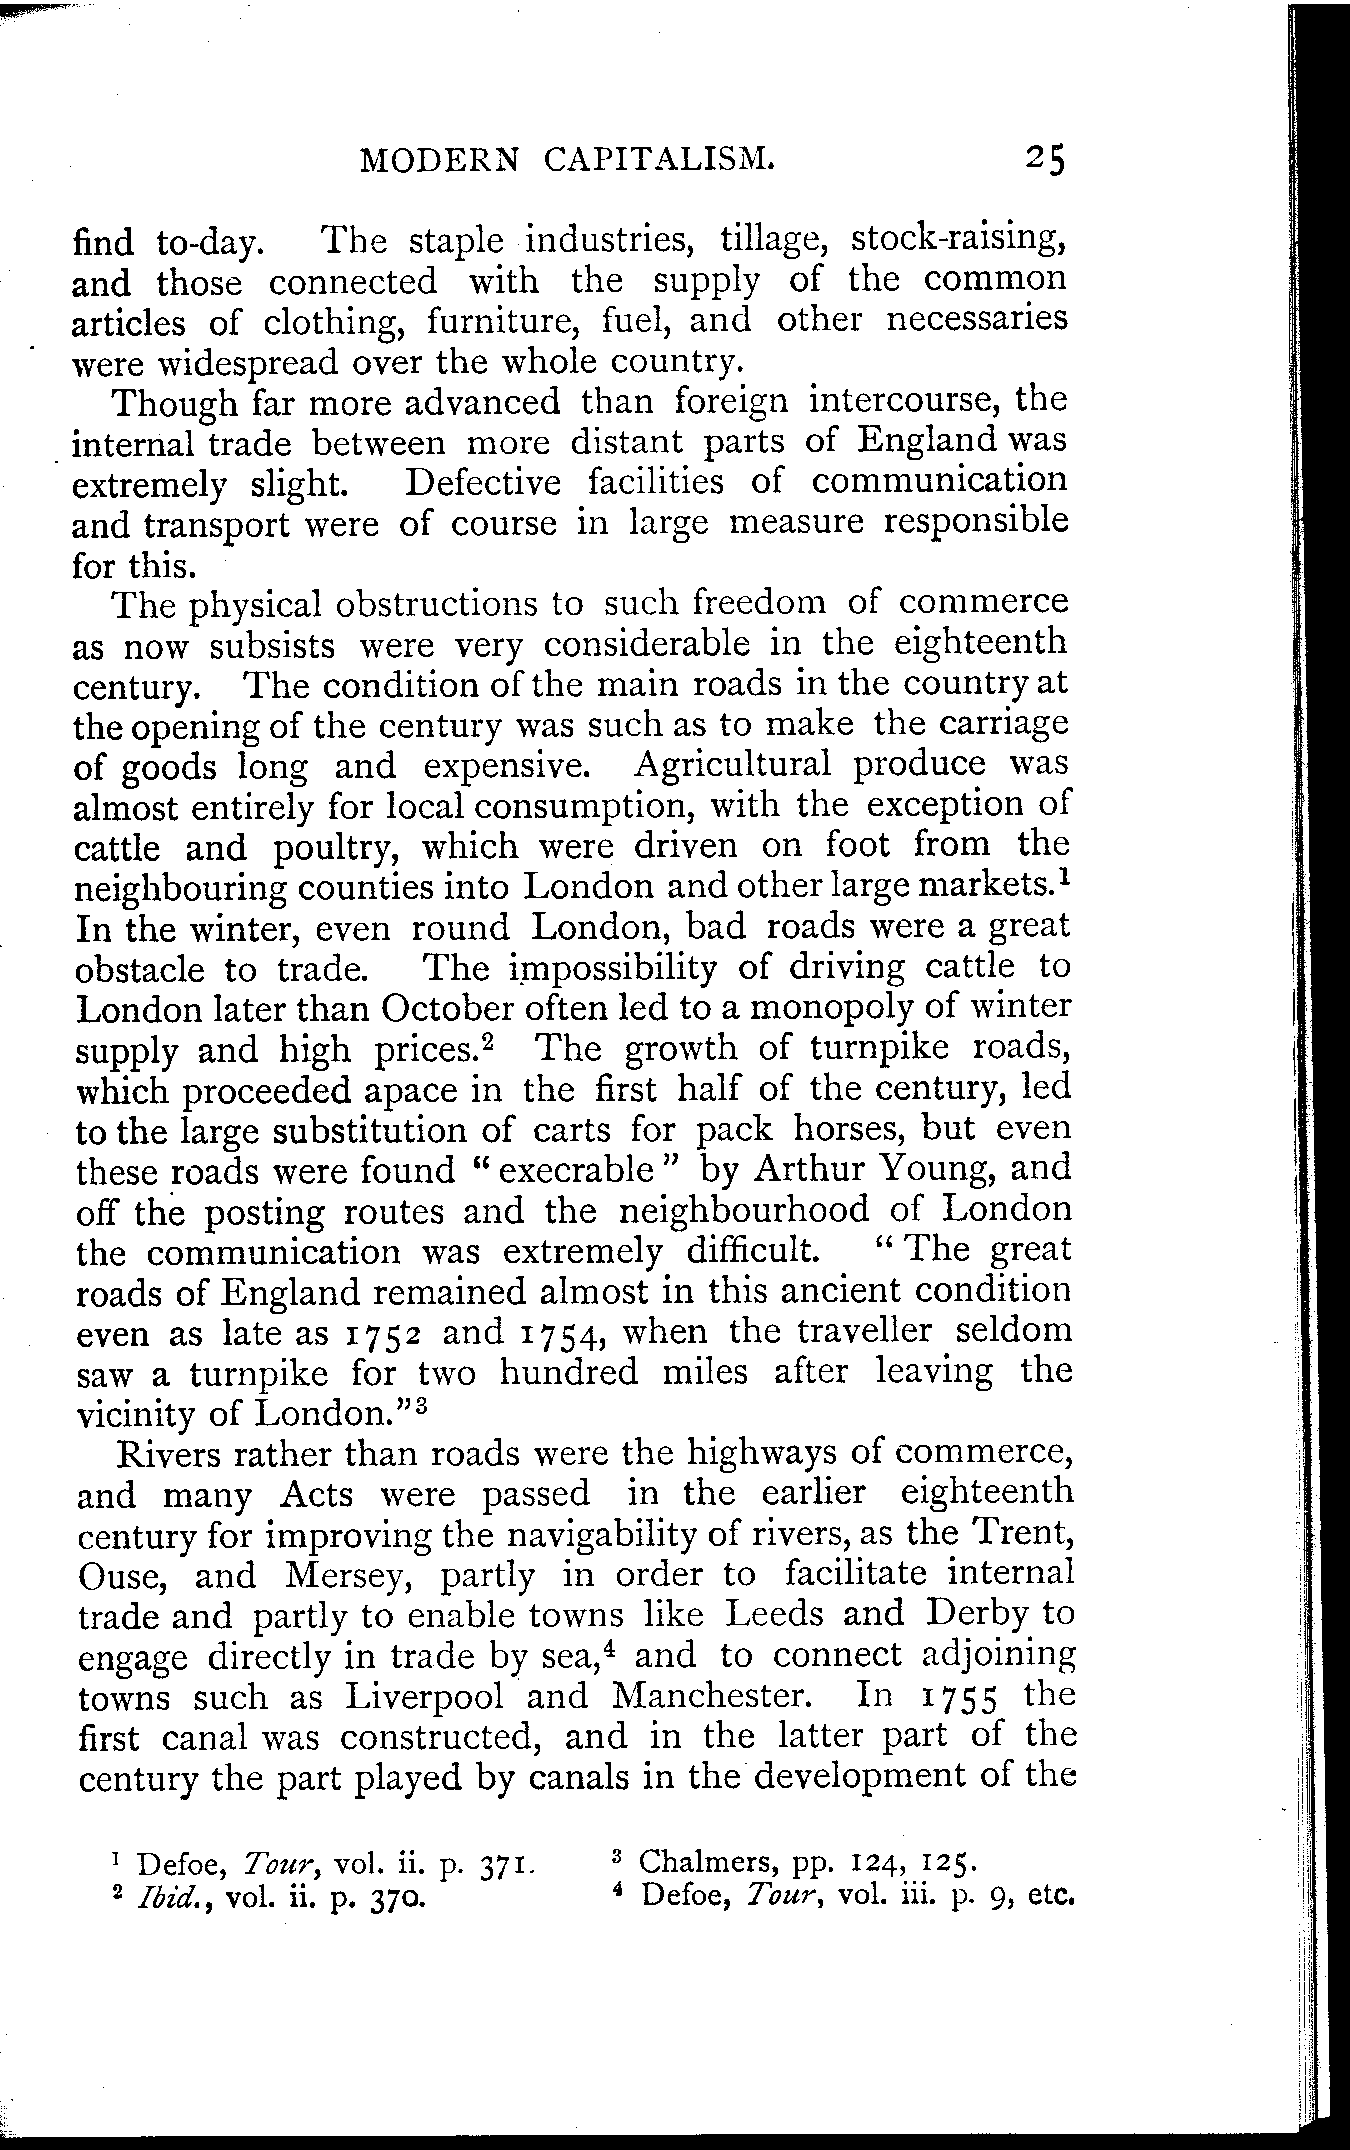 MODERN CAPITALISM. 25
find to-day. The staple industries, tillage, stock-raising,
and those connected with the supply of the common
articles of clothing, furniture, fuel, and other necessaries
were widespread over the whole country.
Though far more advanced than foreign intercourse, the
internal trade between more distant parts of England was
extremely slight. Defective facilities of communication
and transport were of course in large measure responsible
for this.
The physical obstructions to such freedom of commerce
as now subsists were very considerable in the eighteenth
century. The condition of the main roads in the country at
the opening of the century was such as to make the carriage
of goods long and expensive. Agricultural produce was
almost entirely for local consumption, with the exception of
cattle and poultry, which were driven on foot from the
neighbouring counties into London and other large markets.¹
In the winter, even round London, bad roads were a great
obstacle to trade. The impossibility of driving cattle to
London later than October often led to a monopoly of winter
supply and high prices.² The growth of turnpike roads,
which proceeded apace in the first half of the century, led
to the large substitution of carts for pack horses, but even
these roads were found “ execrable ” by Arthur Young, and
off the posting routes and the neighbourhood of London
the communication was extremely difficult. “ The great
roads of England remained almost in this ancient condition
even as late as 1752 and 1754, when the traveller seldom
saw a turnpike for two hundred miles after leaving the
vicinity of London.”³
Rivers rather than roads were the highways of commerce,
and many Acts were passed in the earlier eighteenth
century for improving the navigability of rivers, as the Trent,
Ouse, and Mersey, partly in order to facilitate internal
trade and partly to enable towns like Leeds and Derby to
engage directly in trade by sea,⁴ and to connect adjoining
towns such as Liverpool and Manchester. In 1755 the
first canal was constructed, and in the latter part of the
century the part played by canals in the development of the
¹ Defoe, Tour, vol. ii. p. 371. ³ Chalmers, pp. 124, 125.
² Ibid., vol. ii. p. 370. ⁴ Defoe, Tour, vol. iii. p. 9, etc.